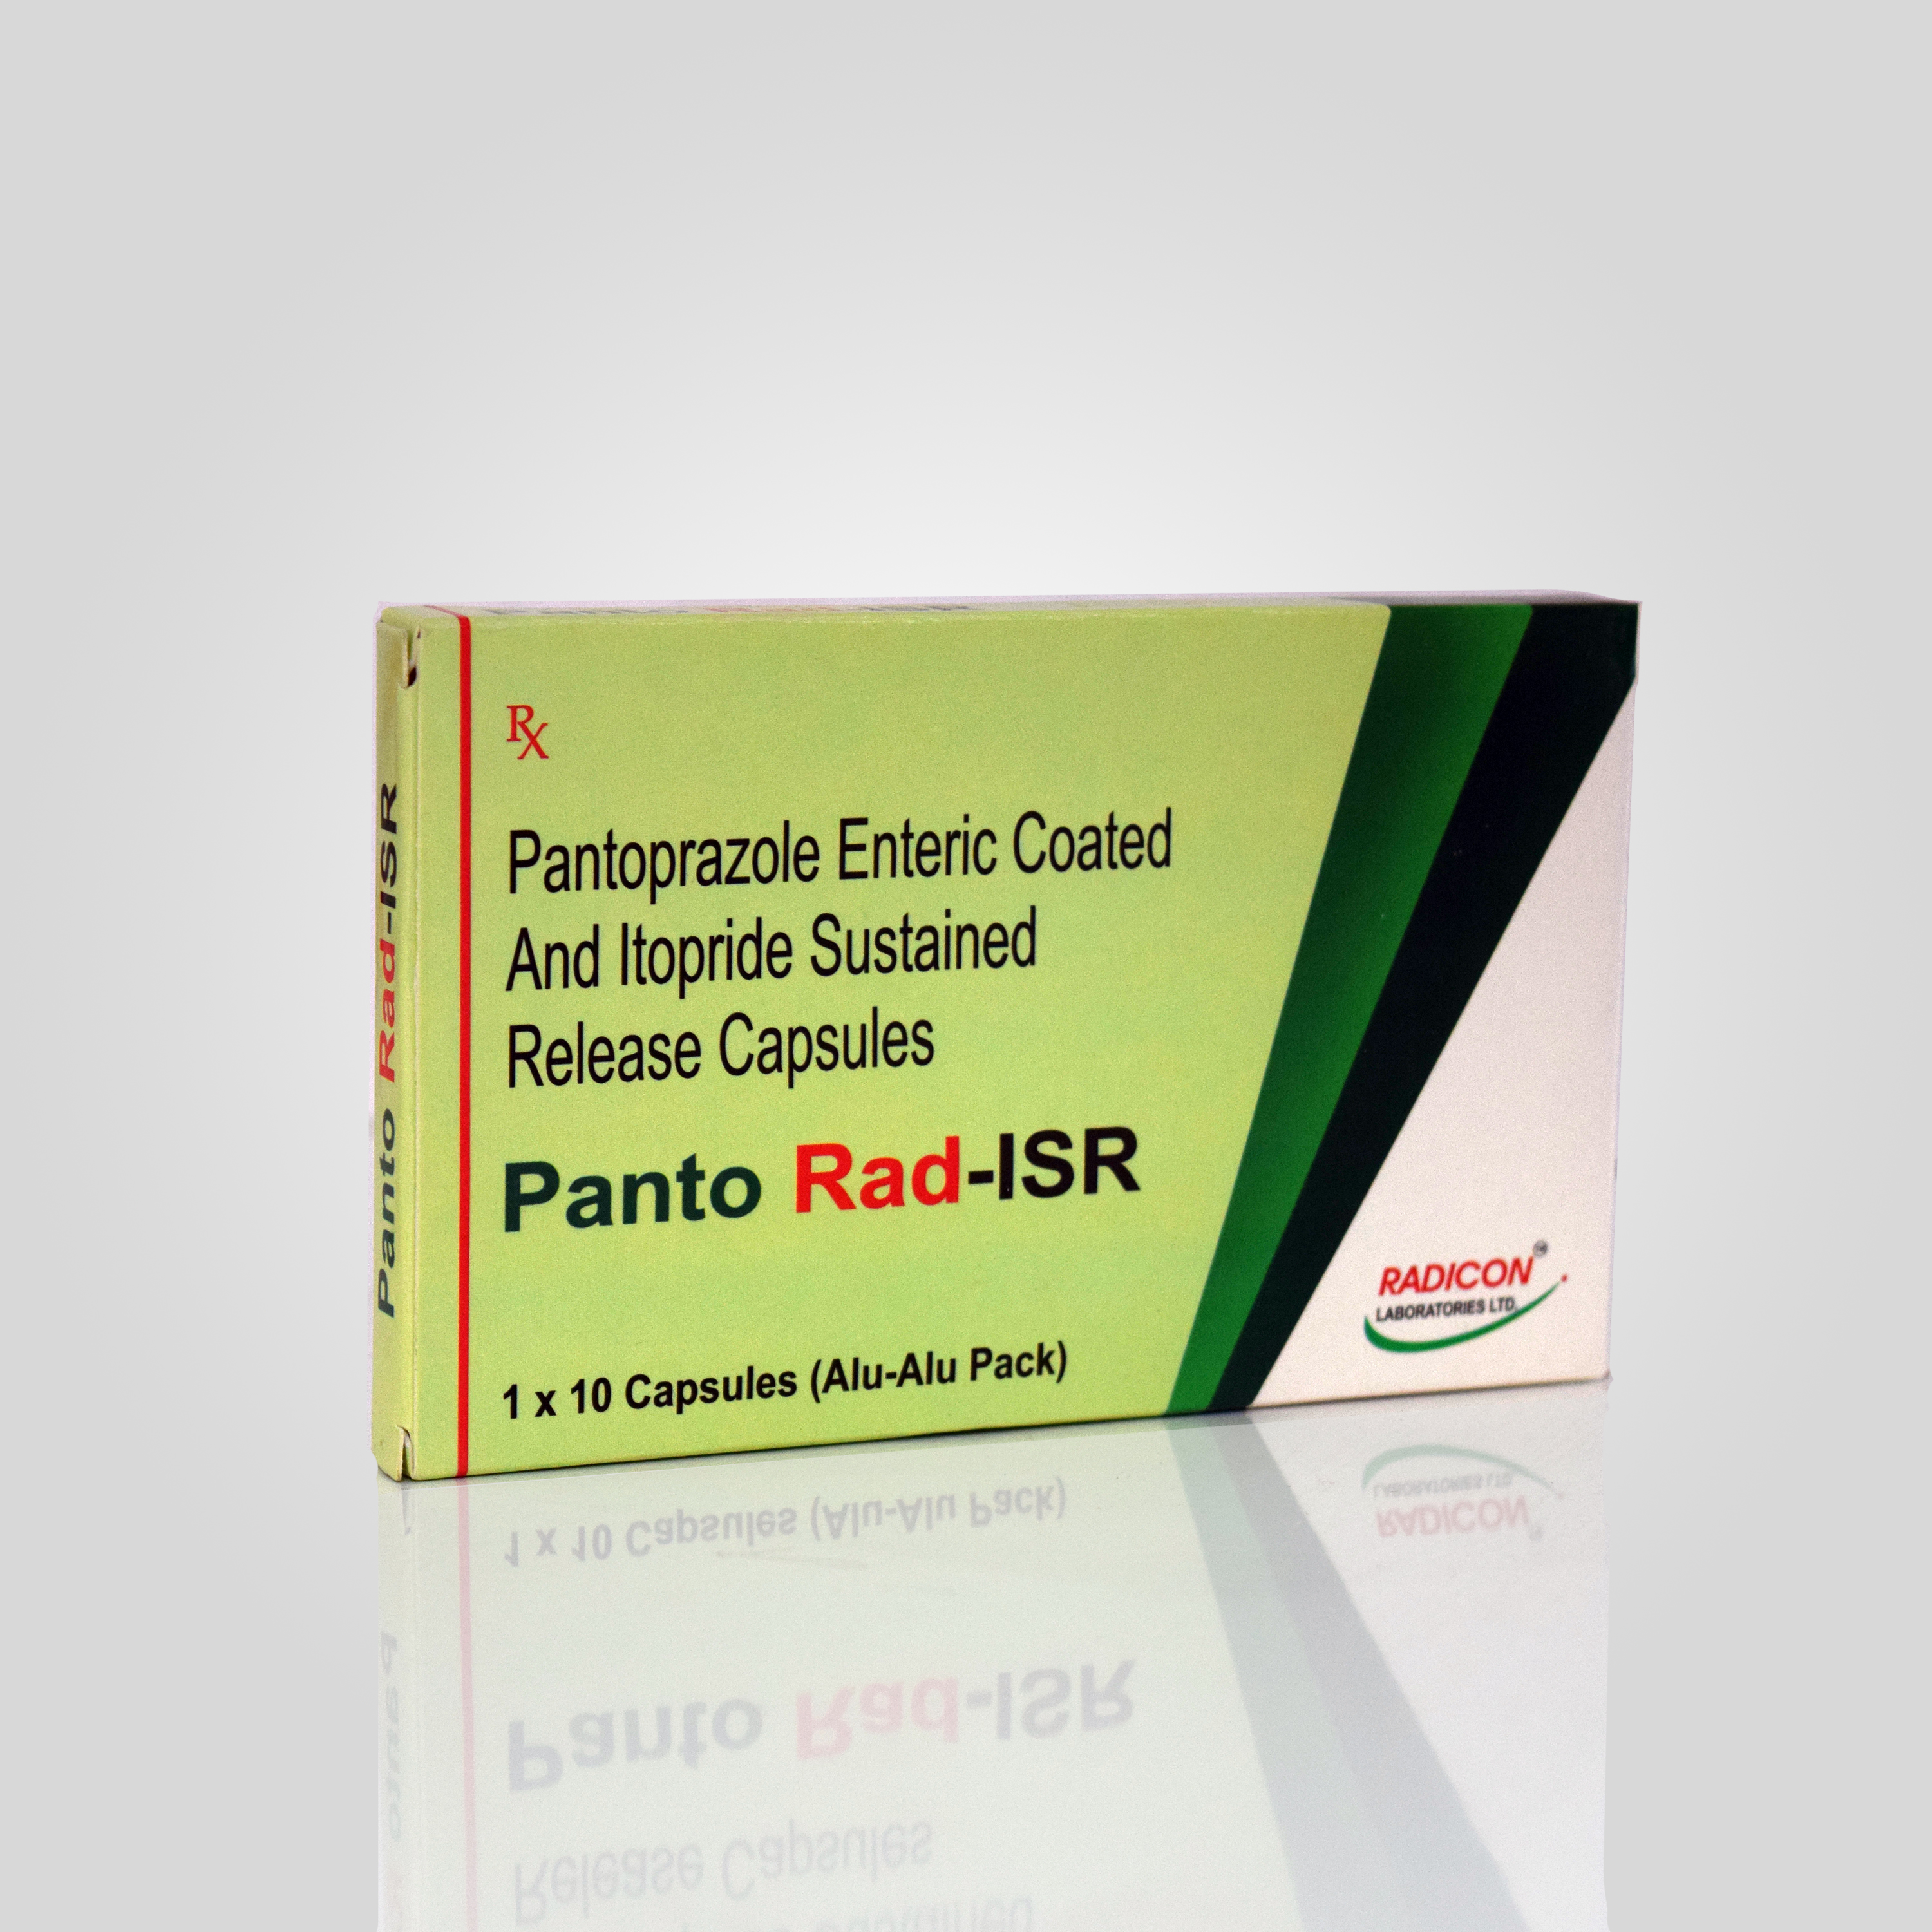 Panto Rad-ISR
Rx
Pantoprazole Enteric Coated
And Itopride Sustained
Release Capsules
Panto Rad-ISR
1 x 10 Capsules (Alu-Alu Pack)
RADICON
LABORATORIES LTD.